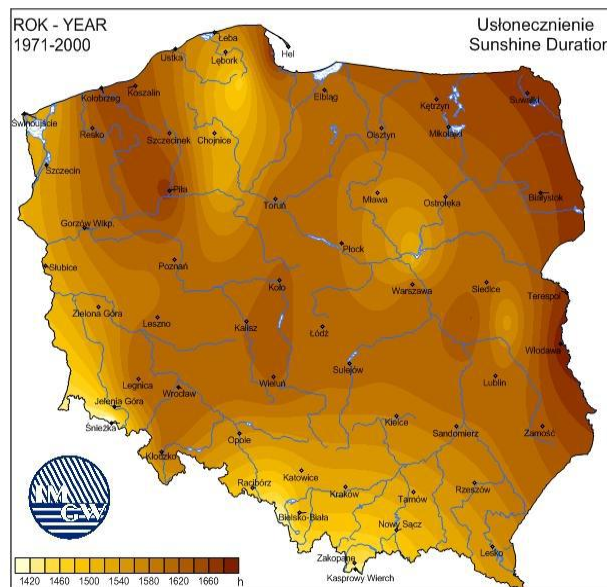 ROK - YEAR
1971-2000
Usłonecznienie
Sunshine Duration
Łeba
Ustka
Lębork
Hel
Kołobrzeg
Koszalin
Elbląg
Kętrzyn
Suwałki
Świnoujście
Resko
Szczecinek
Chojnice
Olsztyn
Mikołajki
Szczecin
Piła
Toruń
Mława
Ostrołęka
Białystok
Gorzów Wlkp.
Płock
Słubice
Poznań
Koło
Warszawa
Siedlce
Terespol
Zielona Góra
Leszno
Kalisz
Łódź
Włodawa
Sulejów
Legnica
Wrocław
Wieluń
Lublin
Jelenia Góra
Śnieżka
Kielce
Opole
Sandomierz
Zamość
Kłodzko
Katowice
Racibórz
Kraków
Tarnów
Rzeszów
Bielsko-Biała
Nowy Sącz
Lesko
Zakopane
Kasprowy Wierch
IM
GW
1420 1460 1500 1540 1580 1620 1660 h